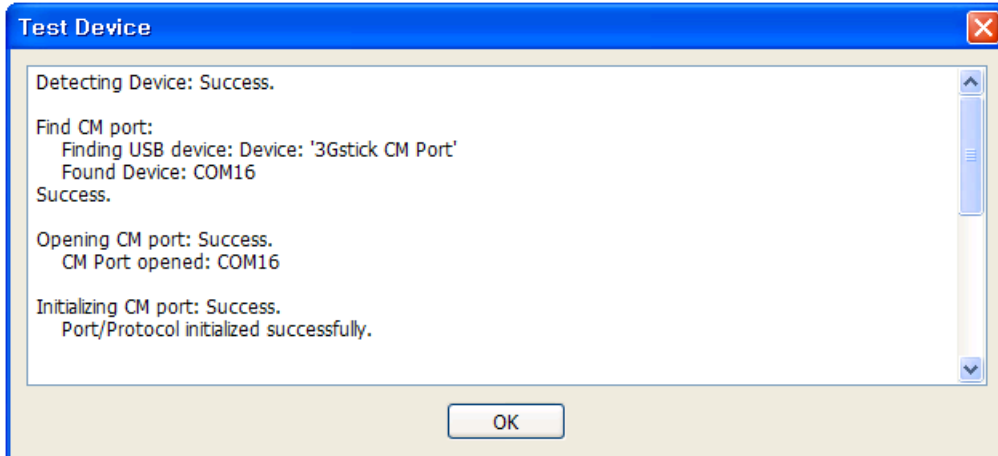 Test Device
Detecting Device: Success.
Find CM port:
Finding USB device: Device: '3Gstick CM Port'
Found Device: COM16
Success.
Opening CM port: Success.
CM Port opened: COM16
Initializing CM port: Success.
Port/Protocol initialized successfully.
OK